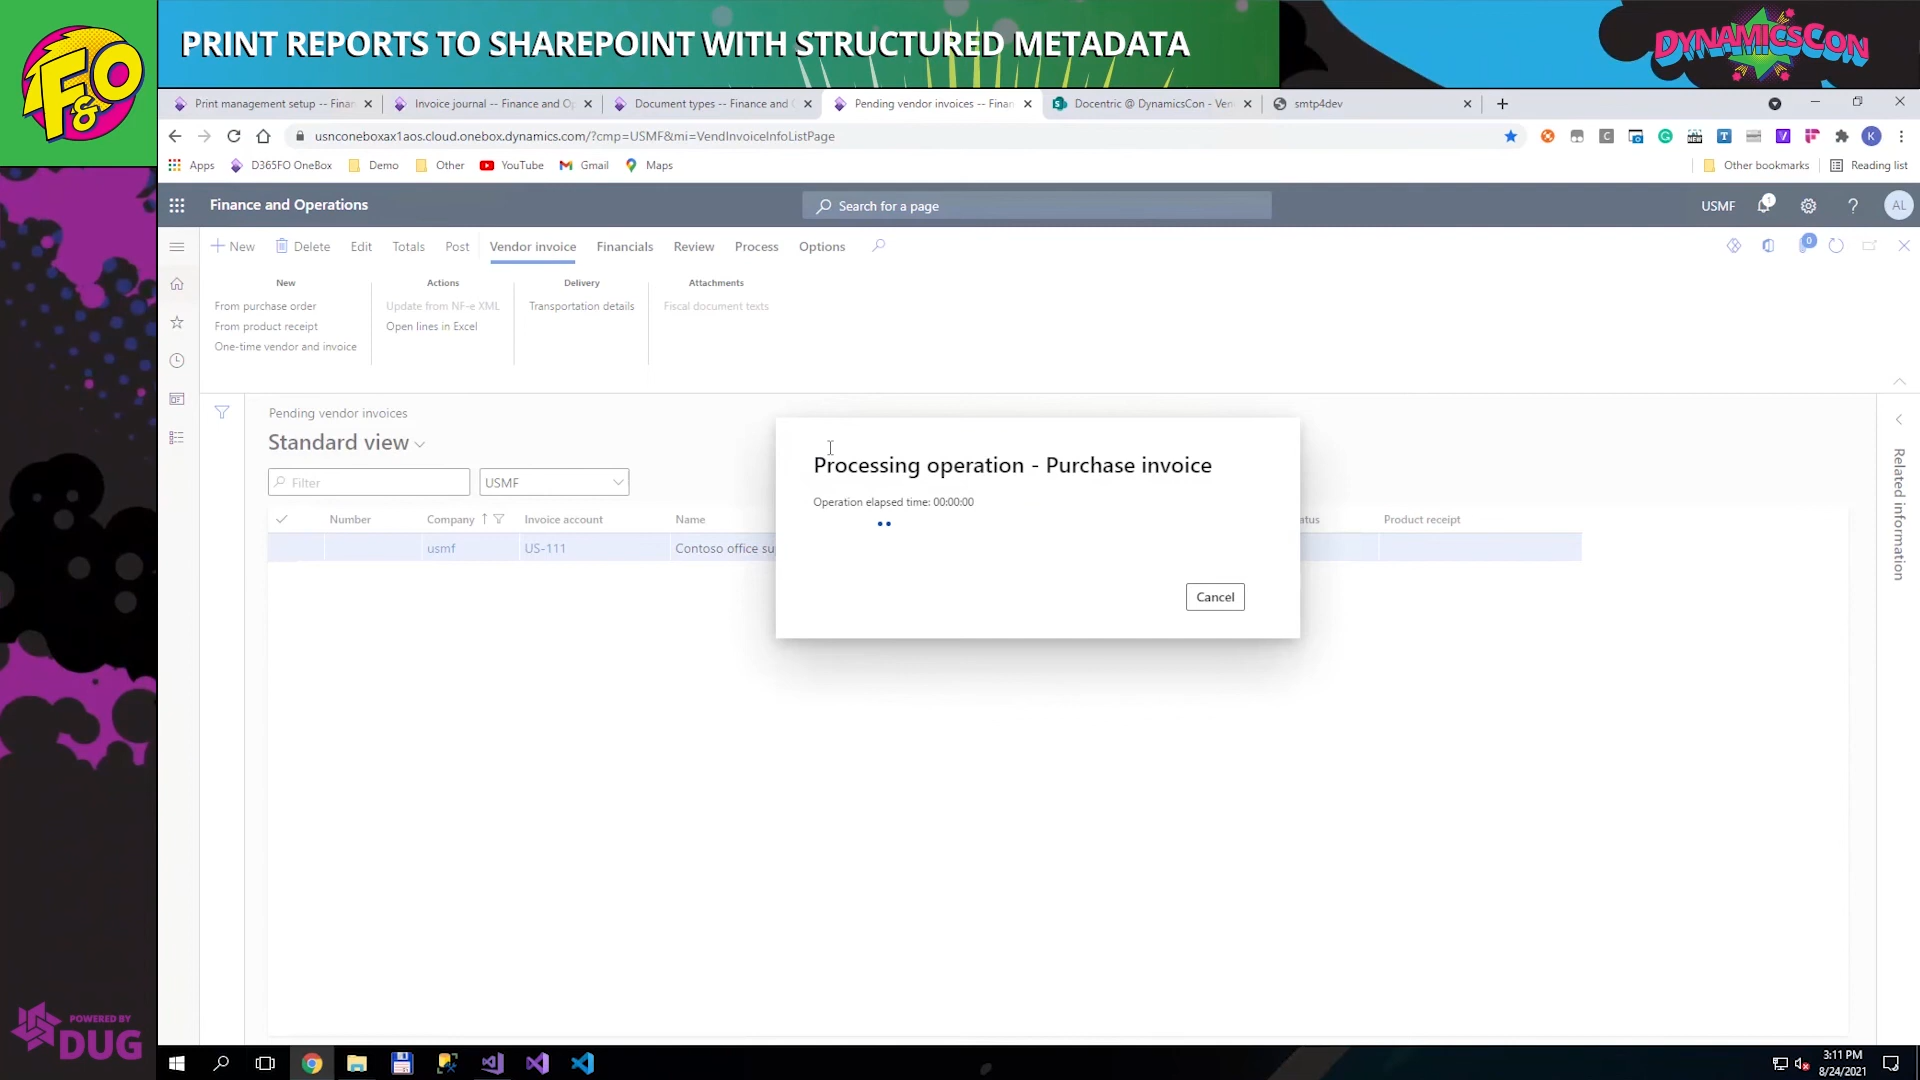 F&O
PRINT REPORTS TO SHAREPOINT WITH STRUCTURED METADATA
DYNAMICSCON
Print management setup -- Finan
Invoice journal -- Finance and Op
Document types -- Finance and O
Pending vendor invoices -- Finan
Docentric @ DynamicsCon - Ven
smtp4dev
usnconeboxax1aos.cloud.onebox.dynamics.com/?cmp=USMF&mi=VendInvoiceInfoListPage
Apps
D365FO OneBox
Demo
Other
YouTube
Gmail
Maps
Other bookmarks
Reading list
Finance and Operations
Search for a page
USMF
1
?
AL
New
Delete
Edit
Totals
Post
Vendor invoice
Financials
Review
Process
Options
0
New
Actions
Delivery
Attachments
From purchase order
Update from NF-e XML
Transportation details
Fiscal document texts
From product receipt
Open lines in Excel
One-time vendor and invoice
Pending vendor invoices
Standard view
Filter
USMF
Number
Company
Invoice account
Name
atus
Product receipt
usmf
US-111
Contoso office su
Processing operation - Purchase invoice
Operation elapsed time: 00:00:00
Cancel
Related information
POWERED BY
DUG
3:11 PM
8/24/2021